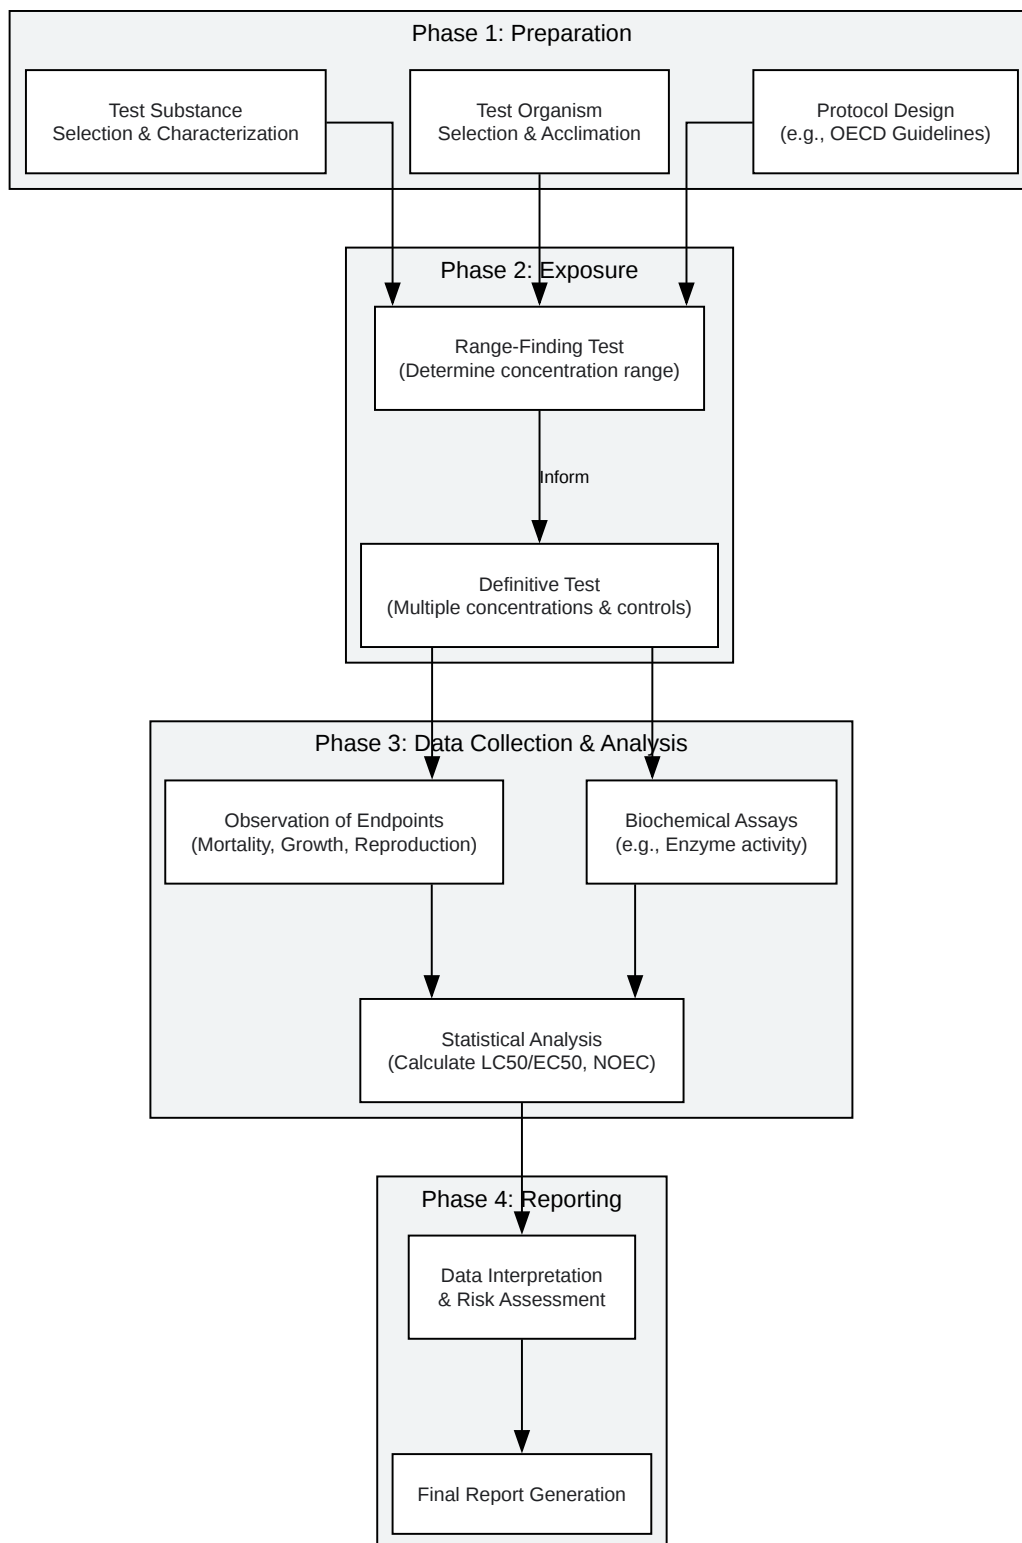 Phase 1: Preparation
Test Substance
Selection & Characterization
Test Organism
Selection & Acclimation
Protocol Design
(e.g., OECD Guidelines)
Phase 2: Exposure
Range-Finding Test
(Determine concentration range)
Inform
Definitive Test
(Multiple concentrations & controls)
Phase 3: Data Collection & Analysis
Observation of Endpoints
(Mortality, Growth, Reproduction)
Biochemical Assays
(e.g., Enzyme activity)
Statistical Analysis
(Calculate LC50/EC50, NOEC)
Phase 4: Reporting
Data Interpretation
& Risk Assessment
Final Report Generation